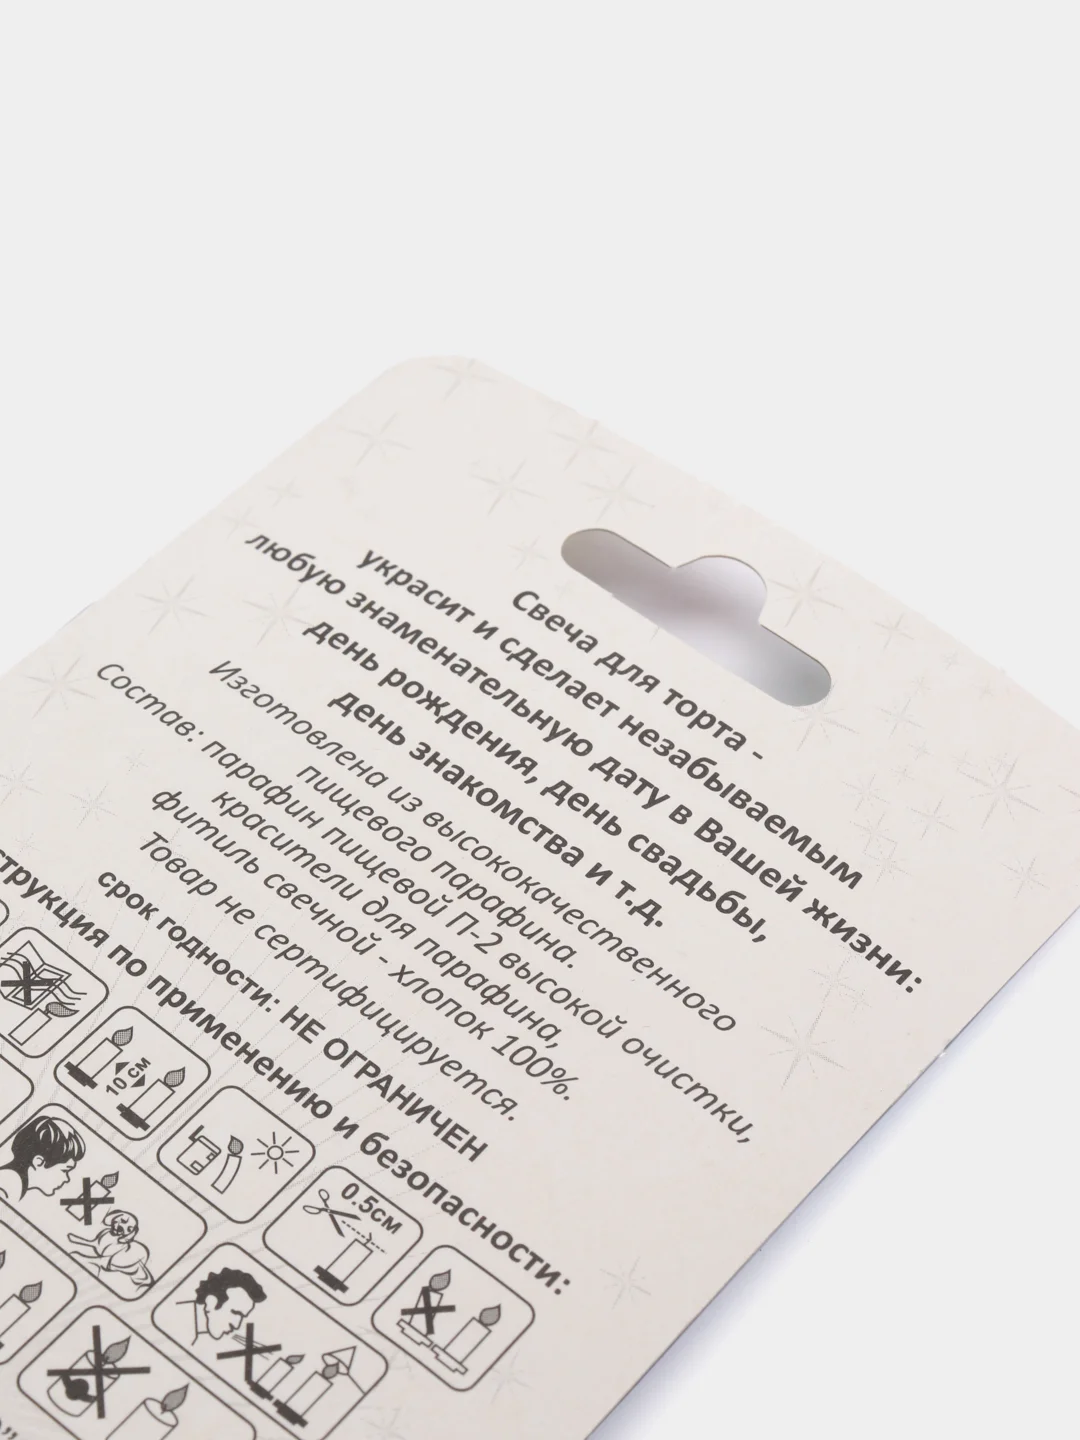 Свеча для торта -
украсит и сделает незабываемым
любую знаменательную дату в Вашей жизни:
день рождения, день свадьбы,
день знакомства и т.д.
Изготовлена из высококачественного
пищевого парафина.
Состав: парафин пищевой П-2 высокой очистки,
красители для парафина,
фитиль свечной - хлопок 100%.
Товар не сертифицируется.
срок годности: НЕ ОГРАНИЧЕН
струкция по применению и безопасности:
10 см
0.5см